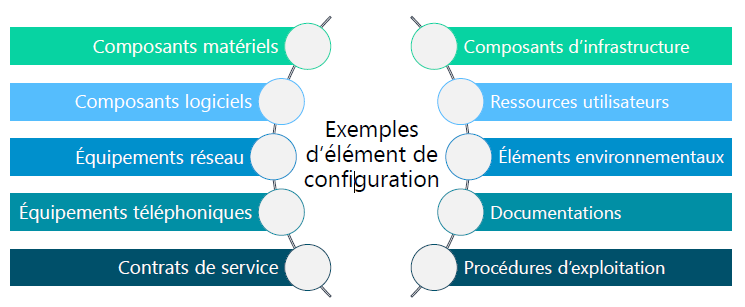 Composants matériels
Composants logiciels
Équipements réseau
Équipements téléphoniques
Contrats de service
Exemples
d'élément de
configuration
Composants d'infrastructure
Ressources utilisateurs
Éléments environnementaux
Documentations
Procédures d'exploitation